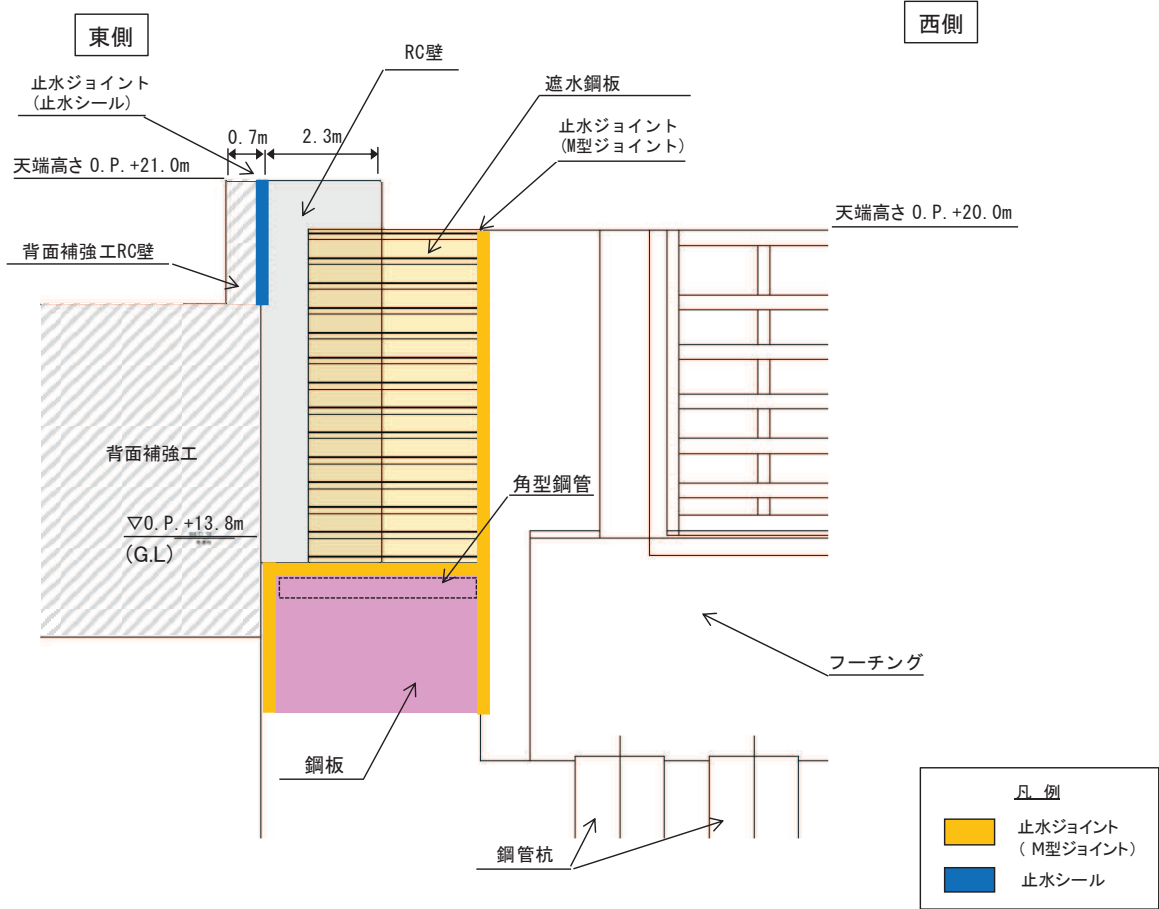 東側
西側
RC壁
止水ジョイント
(止水シール)
遮水鋼板
止水ジョイント
(M型ジョイント)
0.7m
2.3m
天端高さ O.P.+21.0m
天端高さ O.P.+20.0m
背面補強工RC壁
背面補強工
角型鋼管
▽O.P.+13.8m
(G.L)
フーチング
鋼板
鋼管杭
凡 例
止水ジョイント
( M型ジョイント)
止水シール